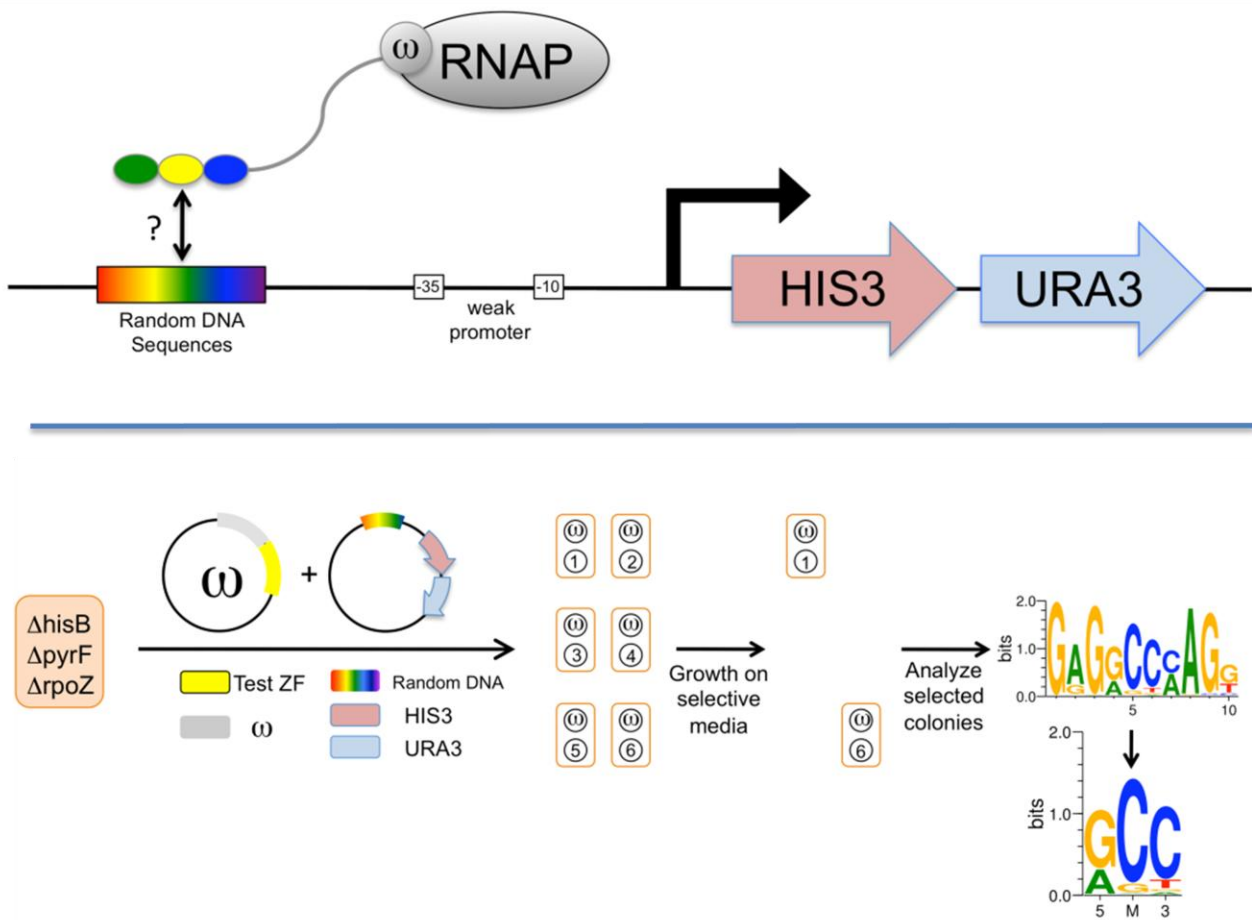 ω
RNAP
?
-35
-10
weak
promoter
Random DNA
Sequences
HIS3
URA3
ΔhisB
ΔpyrF
ΔrpoZ
ω
+
Test ZF
ω
Random DNA
HIS3
URA3
ω
1
ω
2
ω
3
ω
4
ω
5
ω
6
Growth on
selective
media
ω
1
ω
6
Analyze
selected
colonies
bits
2.0
1.0
0.0
GAGGCCCAGG
5
10
bits
2.0
1.0
0.0
GCC
A
5 M 3